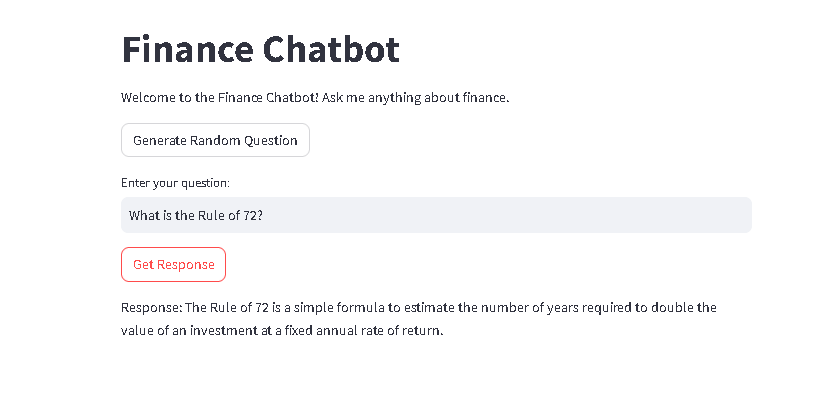 Finance Chatbot
Welcome to the Finance Chatbot! Ask me anything about finance.
Generate Random Question
Enter your question:
What is the Rule of 72?
Get Response
Response: The Rule of 72 is a simple formula to estimate the number of years required to double the
value of an investment at a fixed annual rate of return.